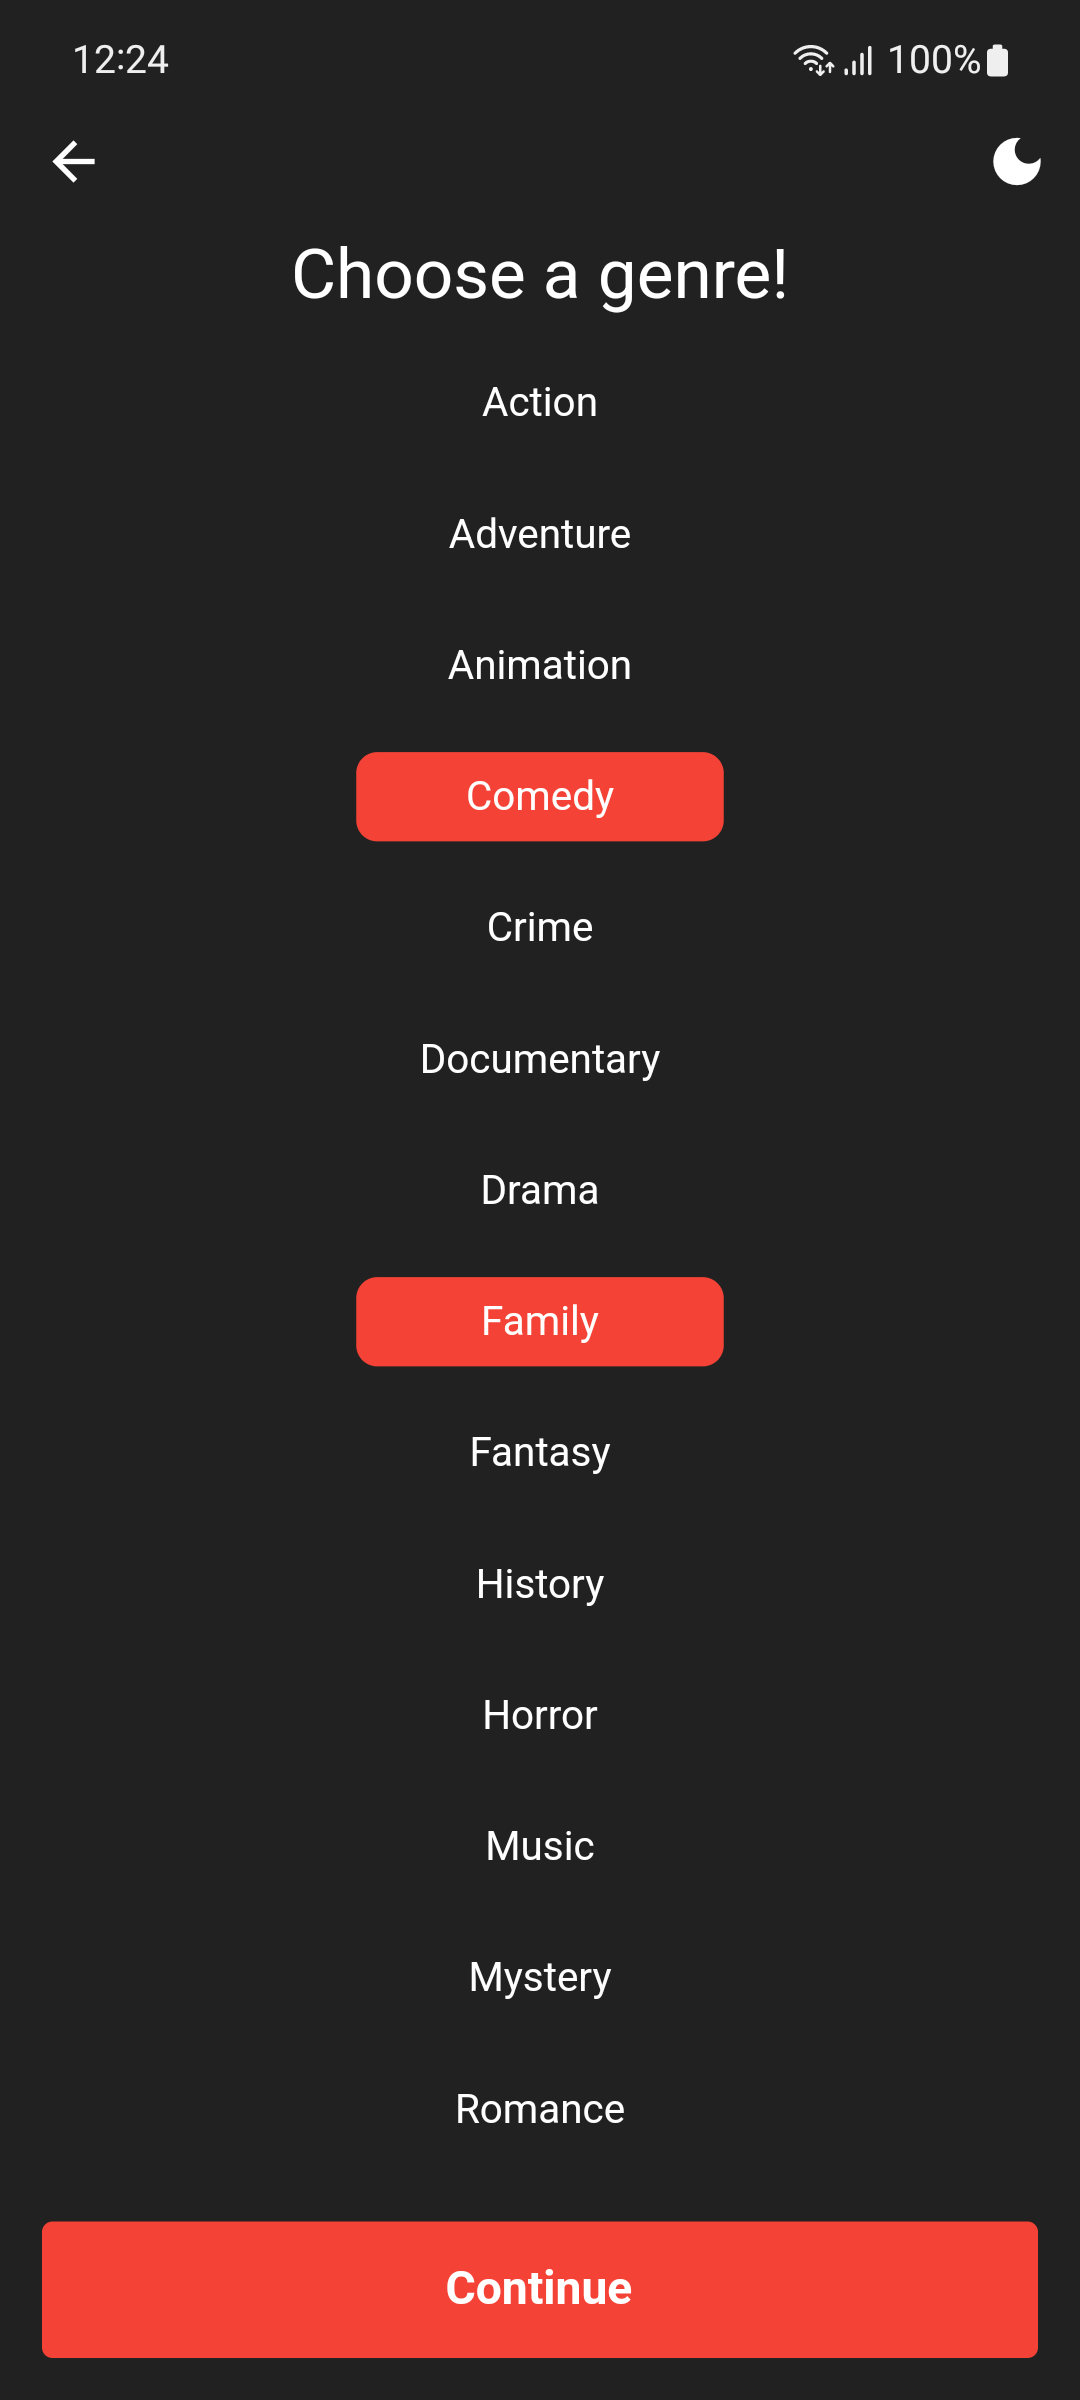 12:24
100%
Choose a genre!
Action
Adventure
Animation
Comedy
Crime
Documentary
Drama
Family
Fantasy
History
Horror
Music
Mystery
Romance
Continue